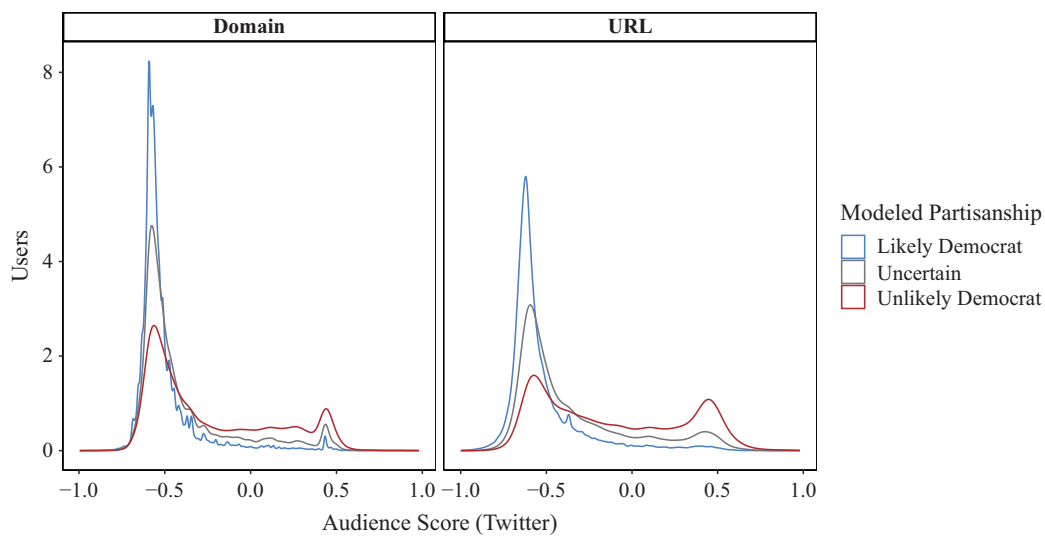 Domain
URL
8
6
4
2
0
Users
−1.0
−0.5
0.0
0.5
1.0
−1.0
−0.5
0.0
0.5
1.0
Audience Score (Twitter)
Modeled Partisanship
Likely Democrat
Uncertain
Unlikely Democrat